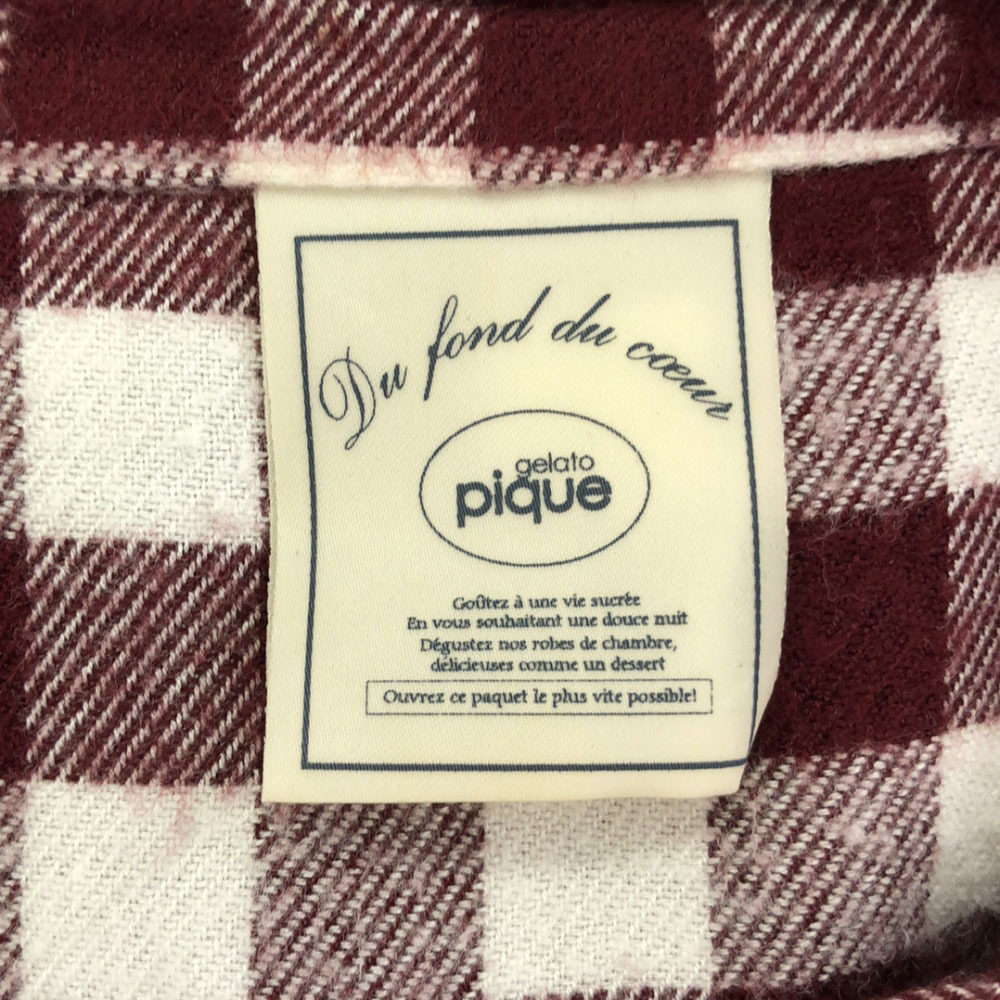 Du fond du cœur
gelato
pique
Goûtez à une vie sucrée
En vous souhaitant une douce nuit
Dégustez nos robes de chambre,
délicieuses comme un dessert
Ouvrez ce paquet le plus vite possible!